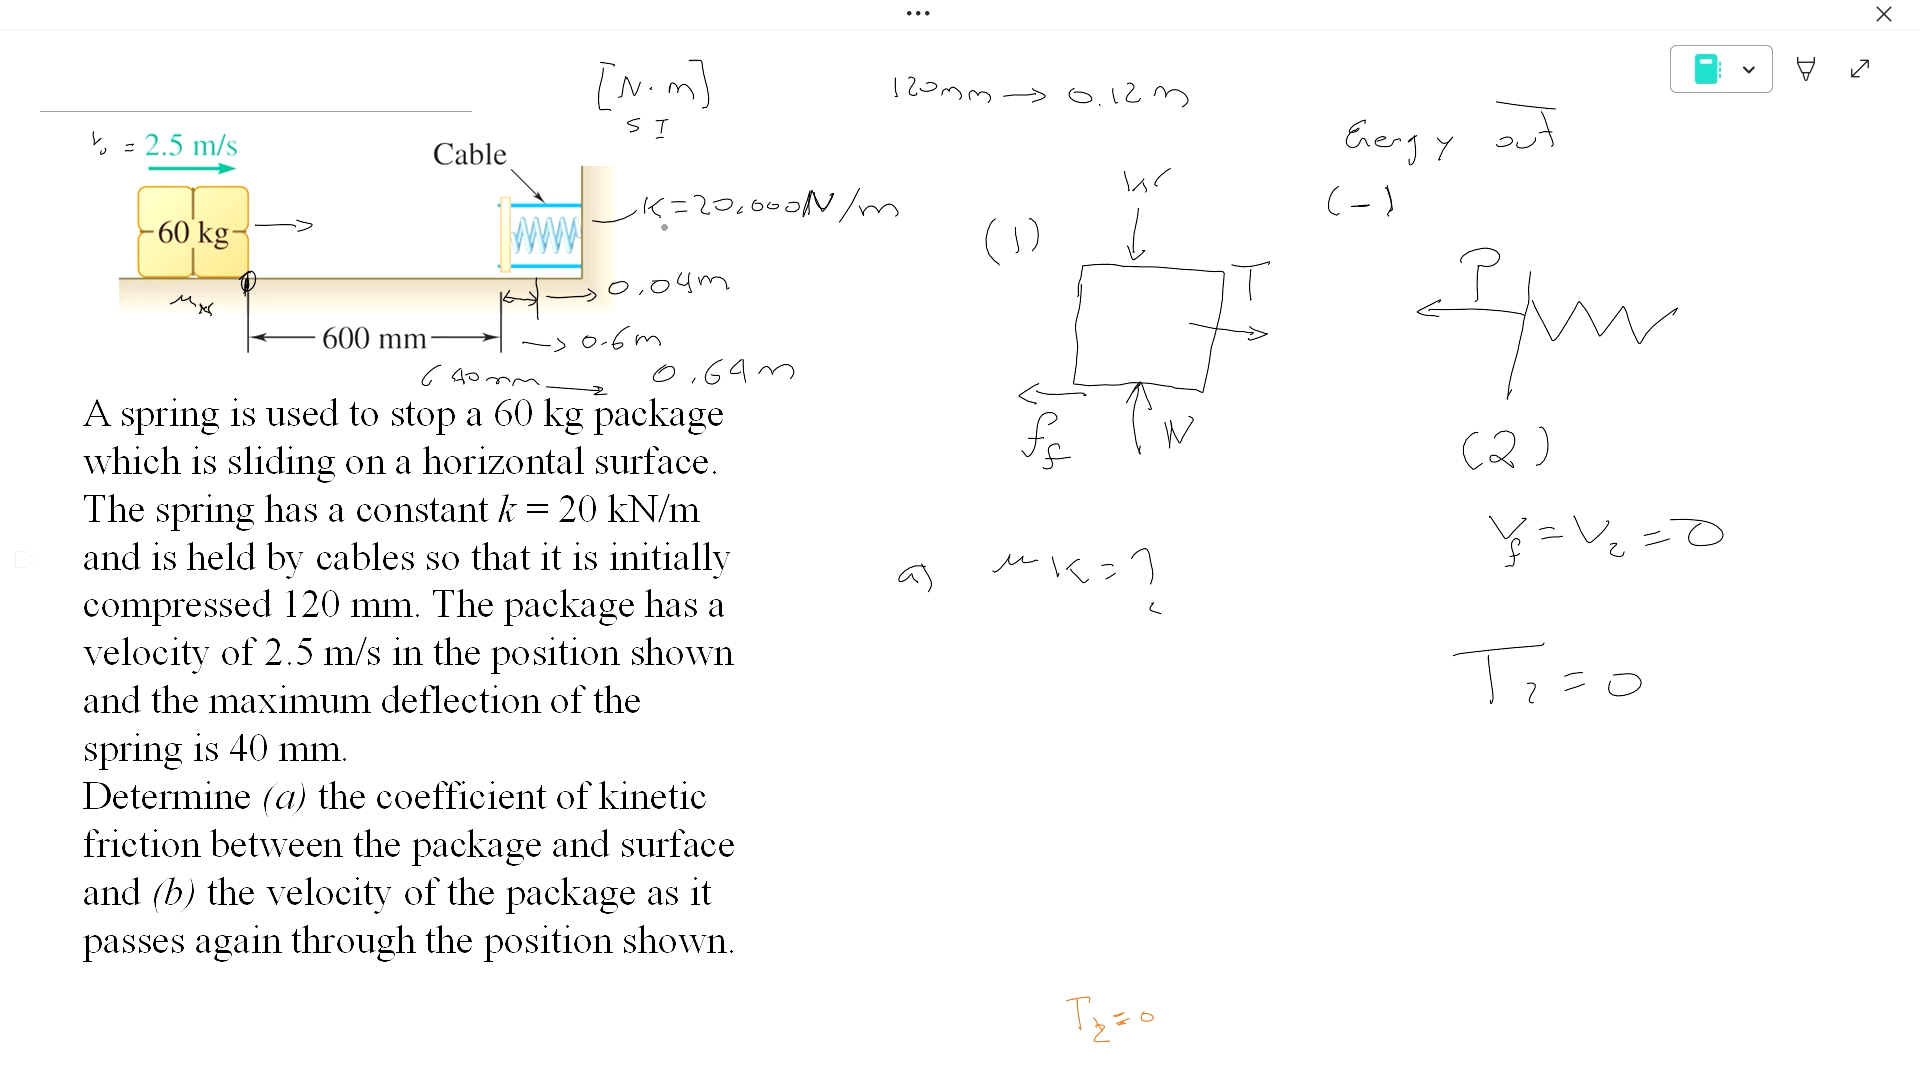 [N·m]
SI
120mm → 0.12m
Energy out
(-)
V₀ = 2.5 m/s
Cable
60 kg
K=20,000N/m
0.04m
600 mm
→ 0.6m
640mm → 0.64m
(1)
T
N
P
(2)
V_f = V₂ = 0
a) μK=?
T₂=0
A spring is used to stop a 60 kg package
which is sliding on a horizontal surface.
The spring has a constant k = 20 kN/m
and is held by cables so that it is initially
compressed 120 mm. The package has a
velocity of 2.5 m/s in the position shown
and the maximum deflection of the
spring is 40 mm.
Determine (a) the coefficient of kinetic
friction between the package and surface
and (b) the velocity of the package as it
passes again through the position shown.
T₂=0